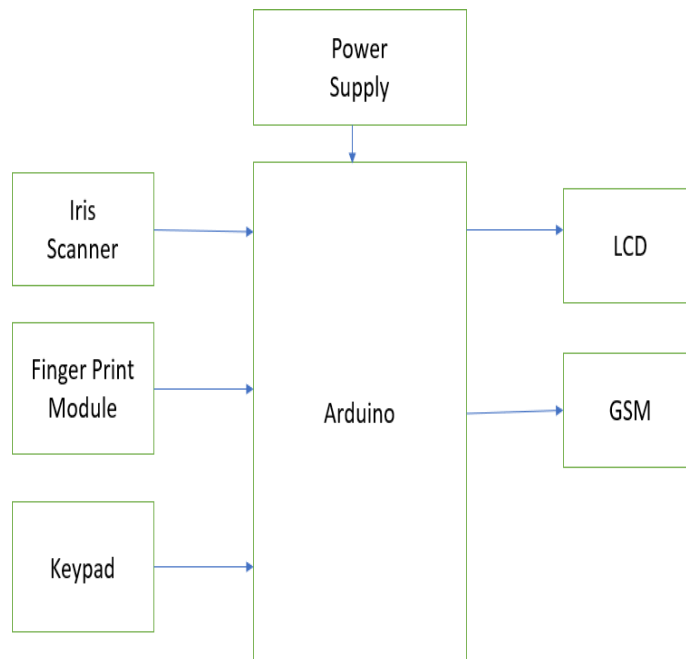 Power
Supply
Iris
Scanner
LCD
Finger Print
Module
Arduino
GSM
Keypad